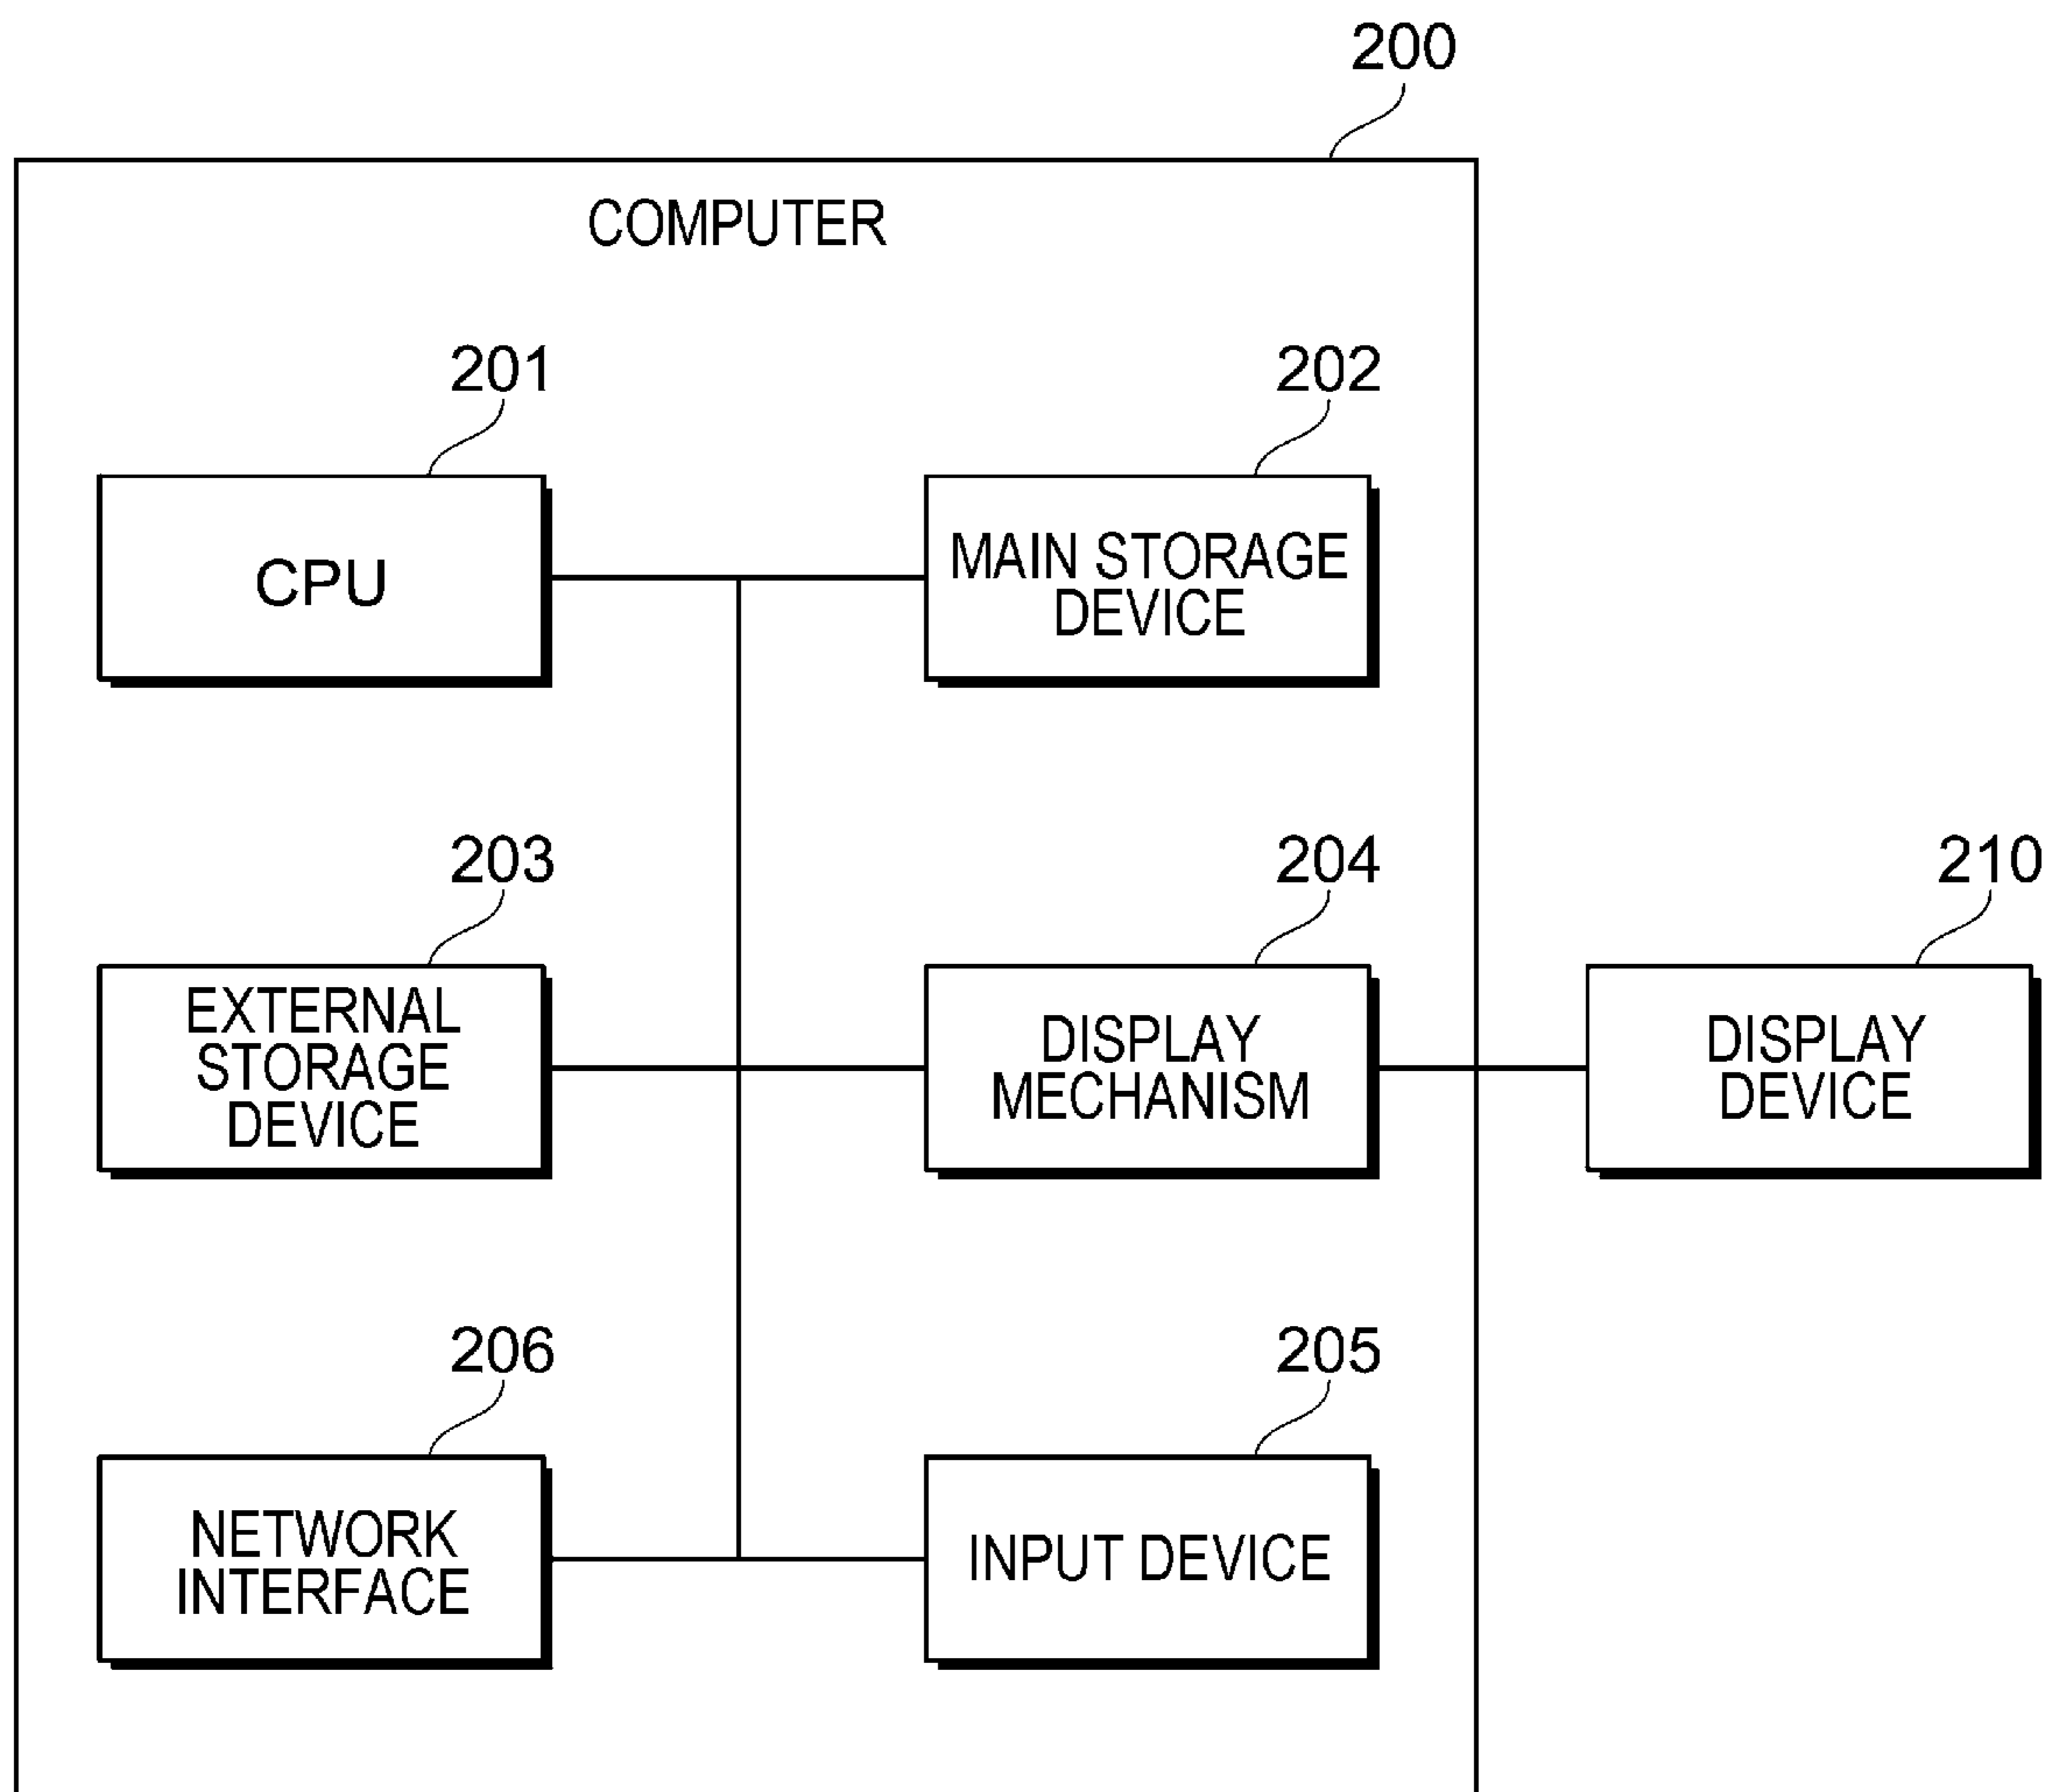 200
COMPUTER
201
202
CPU
MAIN STORAGE
DEVICE
203
204
210
EXTERNAL
STORAGE
DEVICE
DISPLAY
MECHANISM
DISPLAY
DEVICE
206
205
NETWORK
INTERFACE
INPUT DEVICE